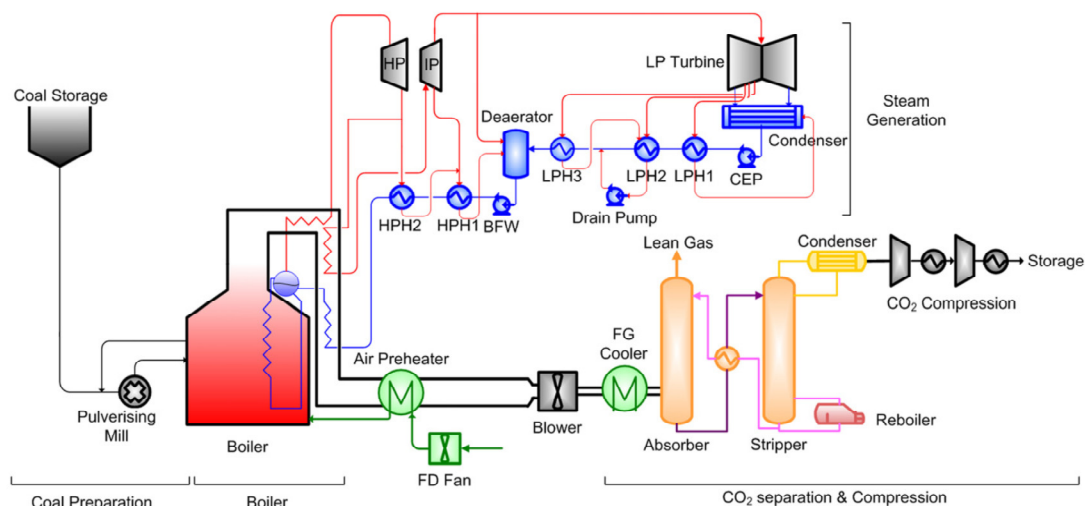 HP
IP
LP Turbine
Coal Storage
Steam
Generation
Deaerator
Condenser
LPH3
LPH2
LPH1
CEP
Drain Pump
HPH2
HPH1
BFW
Lean Gas
Condenser
Storage
CO₂ Compression
FG
Cooler
Air Preheater
Pulverising
Mill
Boiler
Blower
Absorber
Stripper
Reboiler
FD Fan
Coal Preparation
Boiler
CO₂ separation & Compression